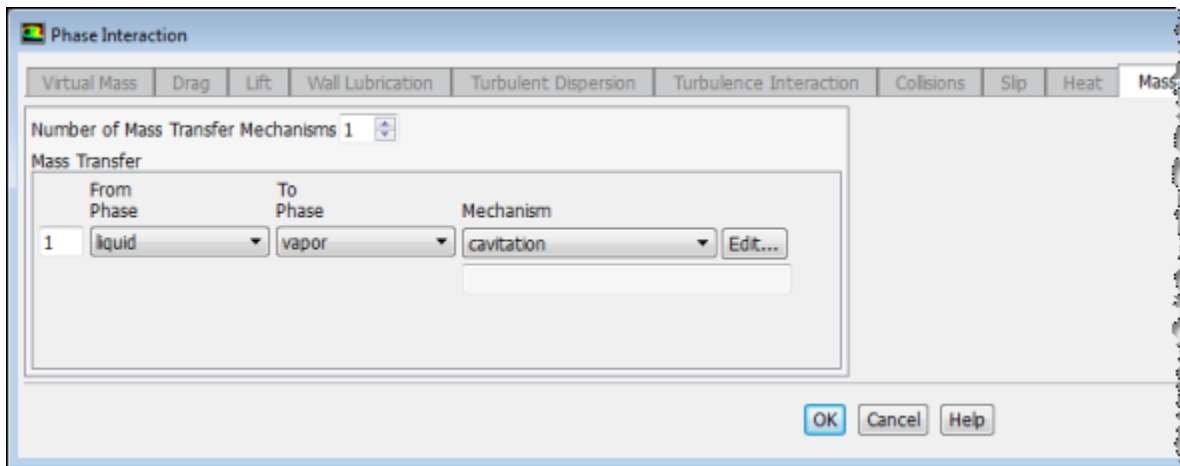 Phase Interaction
Virtual Mass Drag Lift Wall Lubrication Turbulent Dispersion Turbulence Interaction Collisions Slip Heat Mass
Number of Mass Transfer Mechanisms 1
Mass Transfer
From To
Phase Phase Mechanism
1 liquid vapor cavitation Edit...
OK Cancel Help